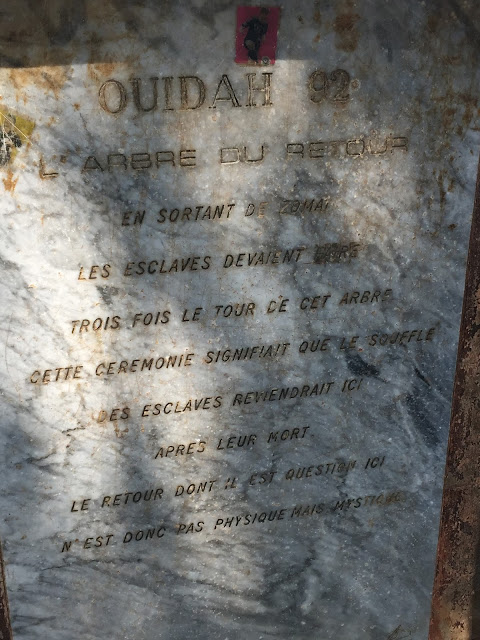 OUIDAH 92
L'ARBRE DU RETOUR
EN SORTANT DE ZOMAI
LES ESCLAVES DEVAIENT FAIRE
TROIS FOIS LE TOUR DE CET ARBRE
CETTE CEREMONIE SIGNIFIAIT QUE LE SOUFFLE
DES ESCLAVES REVIENDRAIT ICI
APRES LEUR MORT.
LE RETOUR DONT IL EST QUESTION ICI
N'EST DONC PAS PHYSIQUE MAIS MYSTIQUE